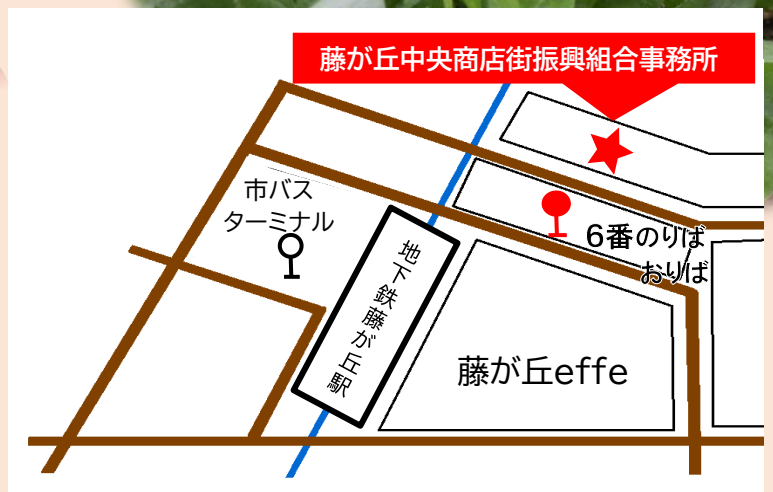 藤が丘中央商店街振興組合事務所
市バス
ターミナル
6番のりば
おりば
地下鉄藤が丘駅
藤が丘effe